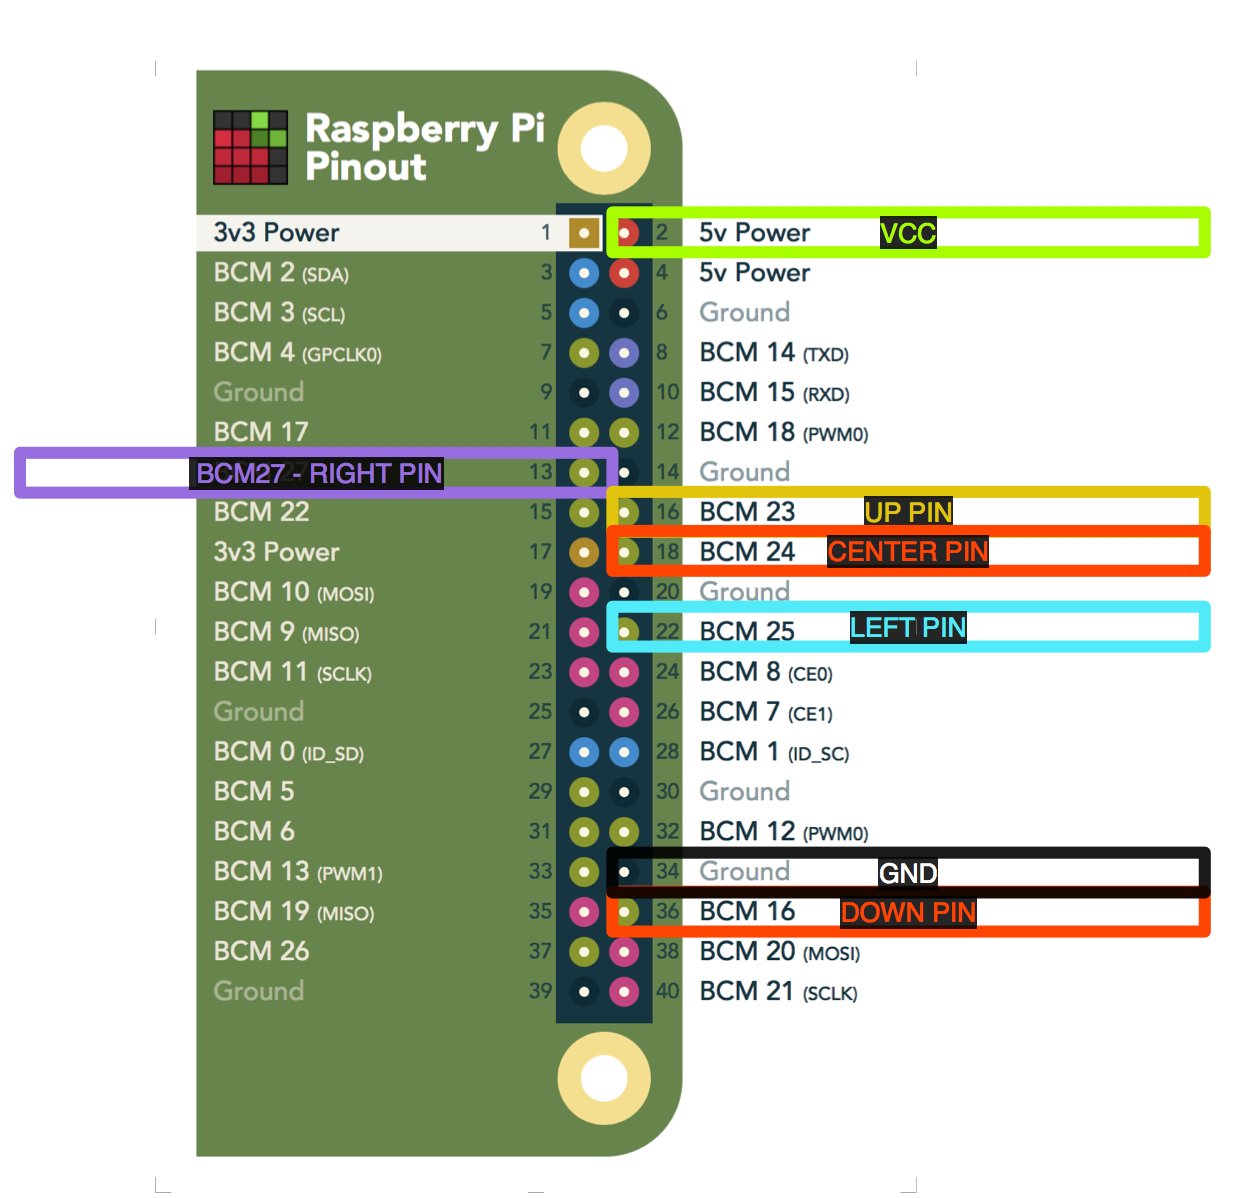 Raspberry Pi
Pinout
3v3 Power 1 2 5v Power VCC
BCM 2 (SDA) 3 4 5v Power
BCM 3 (SCL) 5 6 Ground
BCM 4 (GPCLK0) 7 8 BCM 14 (TXD)
Ground 9 10 BCM 15 (RXD)
BCM 17 11 12 BCM 18 (PWM0)
BCM27 - RIGHT PIN 13 14 Ground
BCM 22 15 16 BCM 23 UP PIN
3v3 Power 17 18 BCM 24 CENTER PIN
BCM 10 (MOSI) 19 20 Ground
BCM 9 (MISO) 21 22 BCM 25 LEFT PIN
BCM 11 (SCLK) 23 24 BCM 8 (CE0)
Ground 25 26 BCM 7 (CE1)
BCM 0 (ID_SD) 27 28 BCM 1 (ID_SC)
BCM 5 29 30 Ground
BCM 6 31 32 BCM 12 (PWM0)
BCM 13 (PWM1) 33 34 Ground GND
BCM 19 (MISO) 35 36 BCM 16 DOWN PIN
BCM 26 37 38 BCM 20 (MOSI)
Ground 39 40 BCM 21 (SCLK)